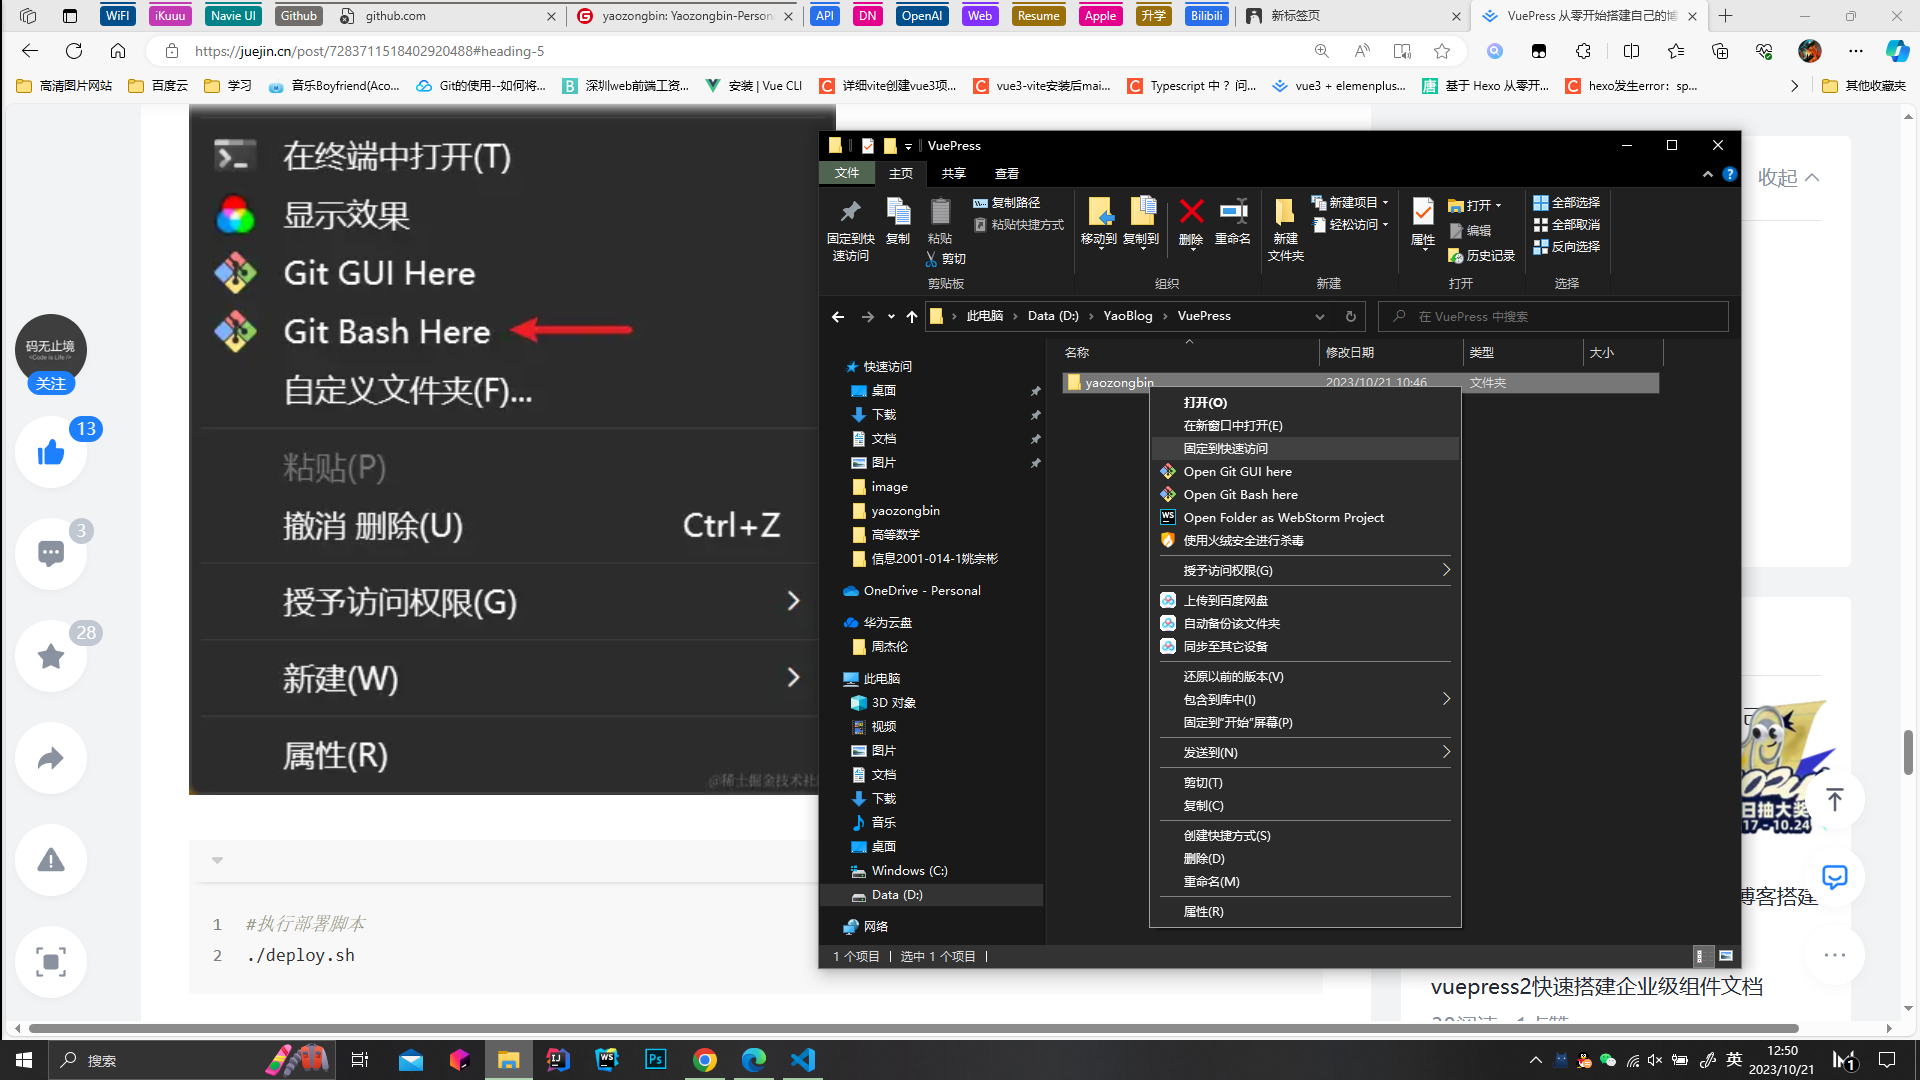 WiFI
iKuuu
Navie UI
Github
github.com
yaozongbin: Yaozongbin-Person
API
DN
OpenAI
Web
Resume
Apple
升学
Bilibili
新标签页
VuePress 从零开始搭建自己的博
https://juejin.cn/post/7283711518402920488#heading-5
高清图片网站
百度云
学习
音乐Boyfriend(Aco...
Git的使用--如何将...
深圳web前端工资...
安装 | Vue CLI
详细vite创建vue3项...
vue3-vite安装后mai...
Typescript 中？问...
vue3 + elemenplus...
基于 Hexo 从零开...
hexo发生error：sp...
其他收藏夹
在终端中打开(T)
显示效果
Git GUI Here
Git Bash Here
自定义文件夹(F)...
粘贴(P)
撤消 删除(U) Ctrl+Z
授予访问权限(G)
新建(W)
属性(R)
@稀土掘金技术社
码无止境
<Code is Life />
关注
13
3
28
1 #执行部署脚本
2 ./deploy.sh
收起
VuePress
文件
主页
共享
查看
固定到快
速访问
复制
粘贴
复制路径
粘贴快捷方式
剪切
剪贴板
移动到
复制到
删除
重命名
组织
新建
文件夹
新建项目
轻松访问
新建
属性
打开
编辑
历史记录
打开
全部选择
全部取消
反向选择
选择
此电脑
Data (D:)
YaoBlog
VuePress
在 VuePress 中搜索
名称
修改日期
类型
大小
yaozongbin
2023/10/21 10:46
文件夹
快速访问
桌面
下载
文档
图片
image
yaozongbin
高等数学
信息2001-014-1姚宗彬
OneDrive - Personal
华为云盘
周杰伦
此电脑
3D 对象
视频
图片
文档
下载
音乐
桌面
Windows (C:)
Data (D:)
网络
打开(O)
在新窗口中打开(E)
固定到快速访问
Open Git GUI here
Open Git Bash here
Open Folder as WebStorm Project
使用火绒安全进行杀毒
授予访问权限(G)
上传到百度网盘
自动备份该文件夹
同步至其它设备
还原以前的版本(V)
包含到库中(I)
固定到"开始"屏幕(P)
发送到(N)
剪切(T)
复制(C)
创建快捷方式(S)
删除(D)
重命名(M)
属性(R)
1 个项目
选中 1 个项目
日抽大奖
17 - 10.24
博客搭建
vuepress2快速搭建企业级组件文档
搜索
英
12:50
2023/10/21
1